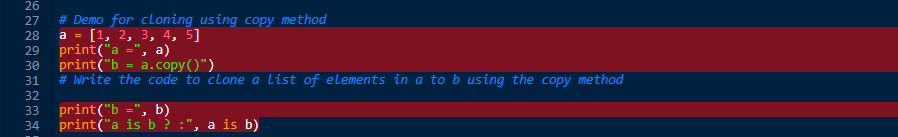 26
27 # Demo for cloning using copy method
28 a = [1, 2, 3, 4, 5]
29 print("a =", a)
30 print("b = a.copy()")
31 # Write the code to clone a list of elements in a to b using the copy method
32
33 print("b =", b)
34 print("a is b ? :", a is b)